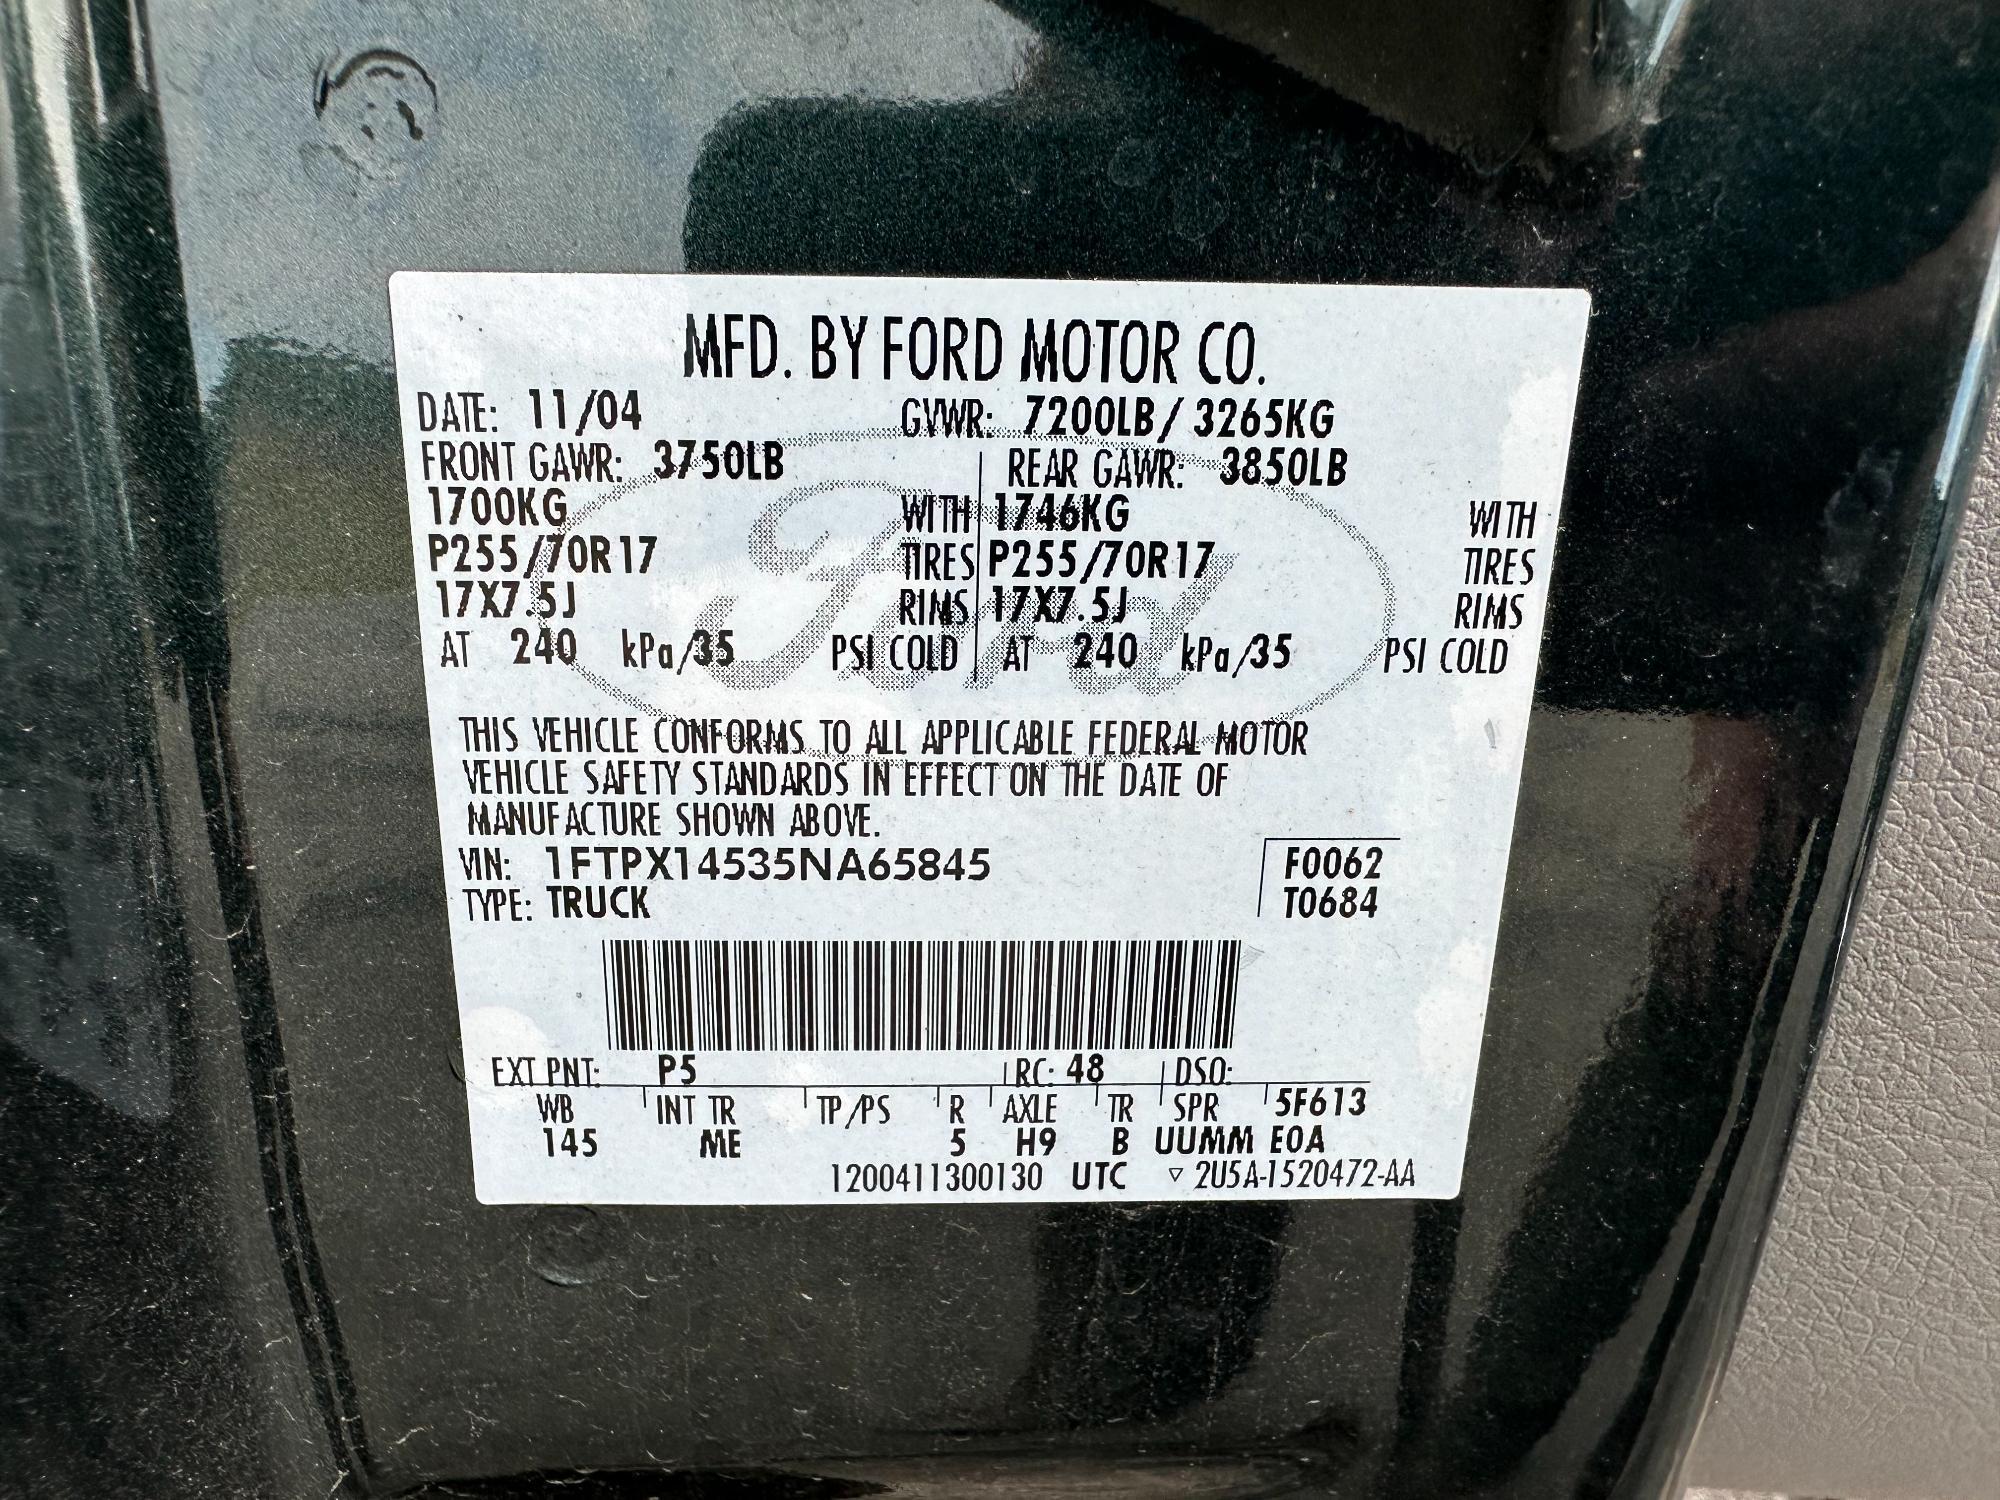 MFD. BY FORD MOTOR CO.
DATE: 11/04 GVWR: 7200LB/ 3265KG
FRONT GAWR: 3750LB REAR GAWR: 3850LB
1700KG WITH 1746KG WITH
P255/70R17 TIRES P255/70R17 TIRES
17X7.5J RIMS 17X7.5J RIMS
AT 240 kPa/35 PSI COLD AT 240 kPa/35 PSI COLD
Ford
THIS VEHICLE CONFORMS TO ALL APPLICABLE FEDERAL MOTOR
VEHICLE SAFETY STANDARDS IN EFFECT ON THE DATE OF
MANUFACTURE SHOWN ABOVE.
VIN: 1FTPX14535NA65845 F0062
TYPE: TRUCK T0684
EXT PNT: P5 RC: 48 DSO:
WB INT TR TP/PS R AXLE TR SPR 5F613
145 ME 5 H9 B UUMM E0A
1200411300130 UTC ▽ 2U5A-1520472-AA